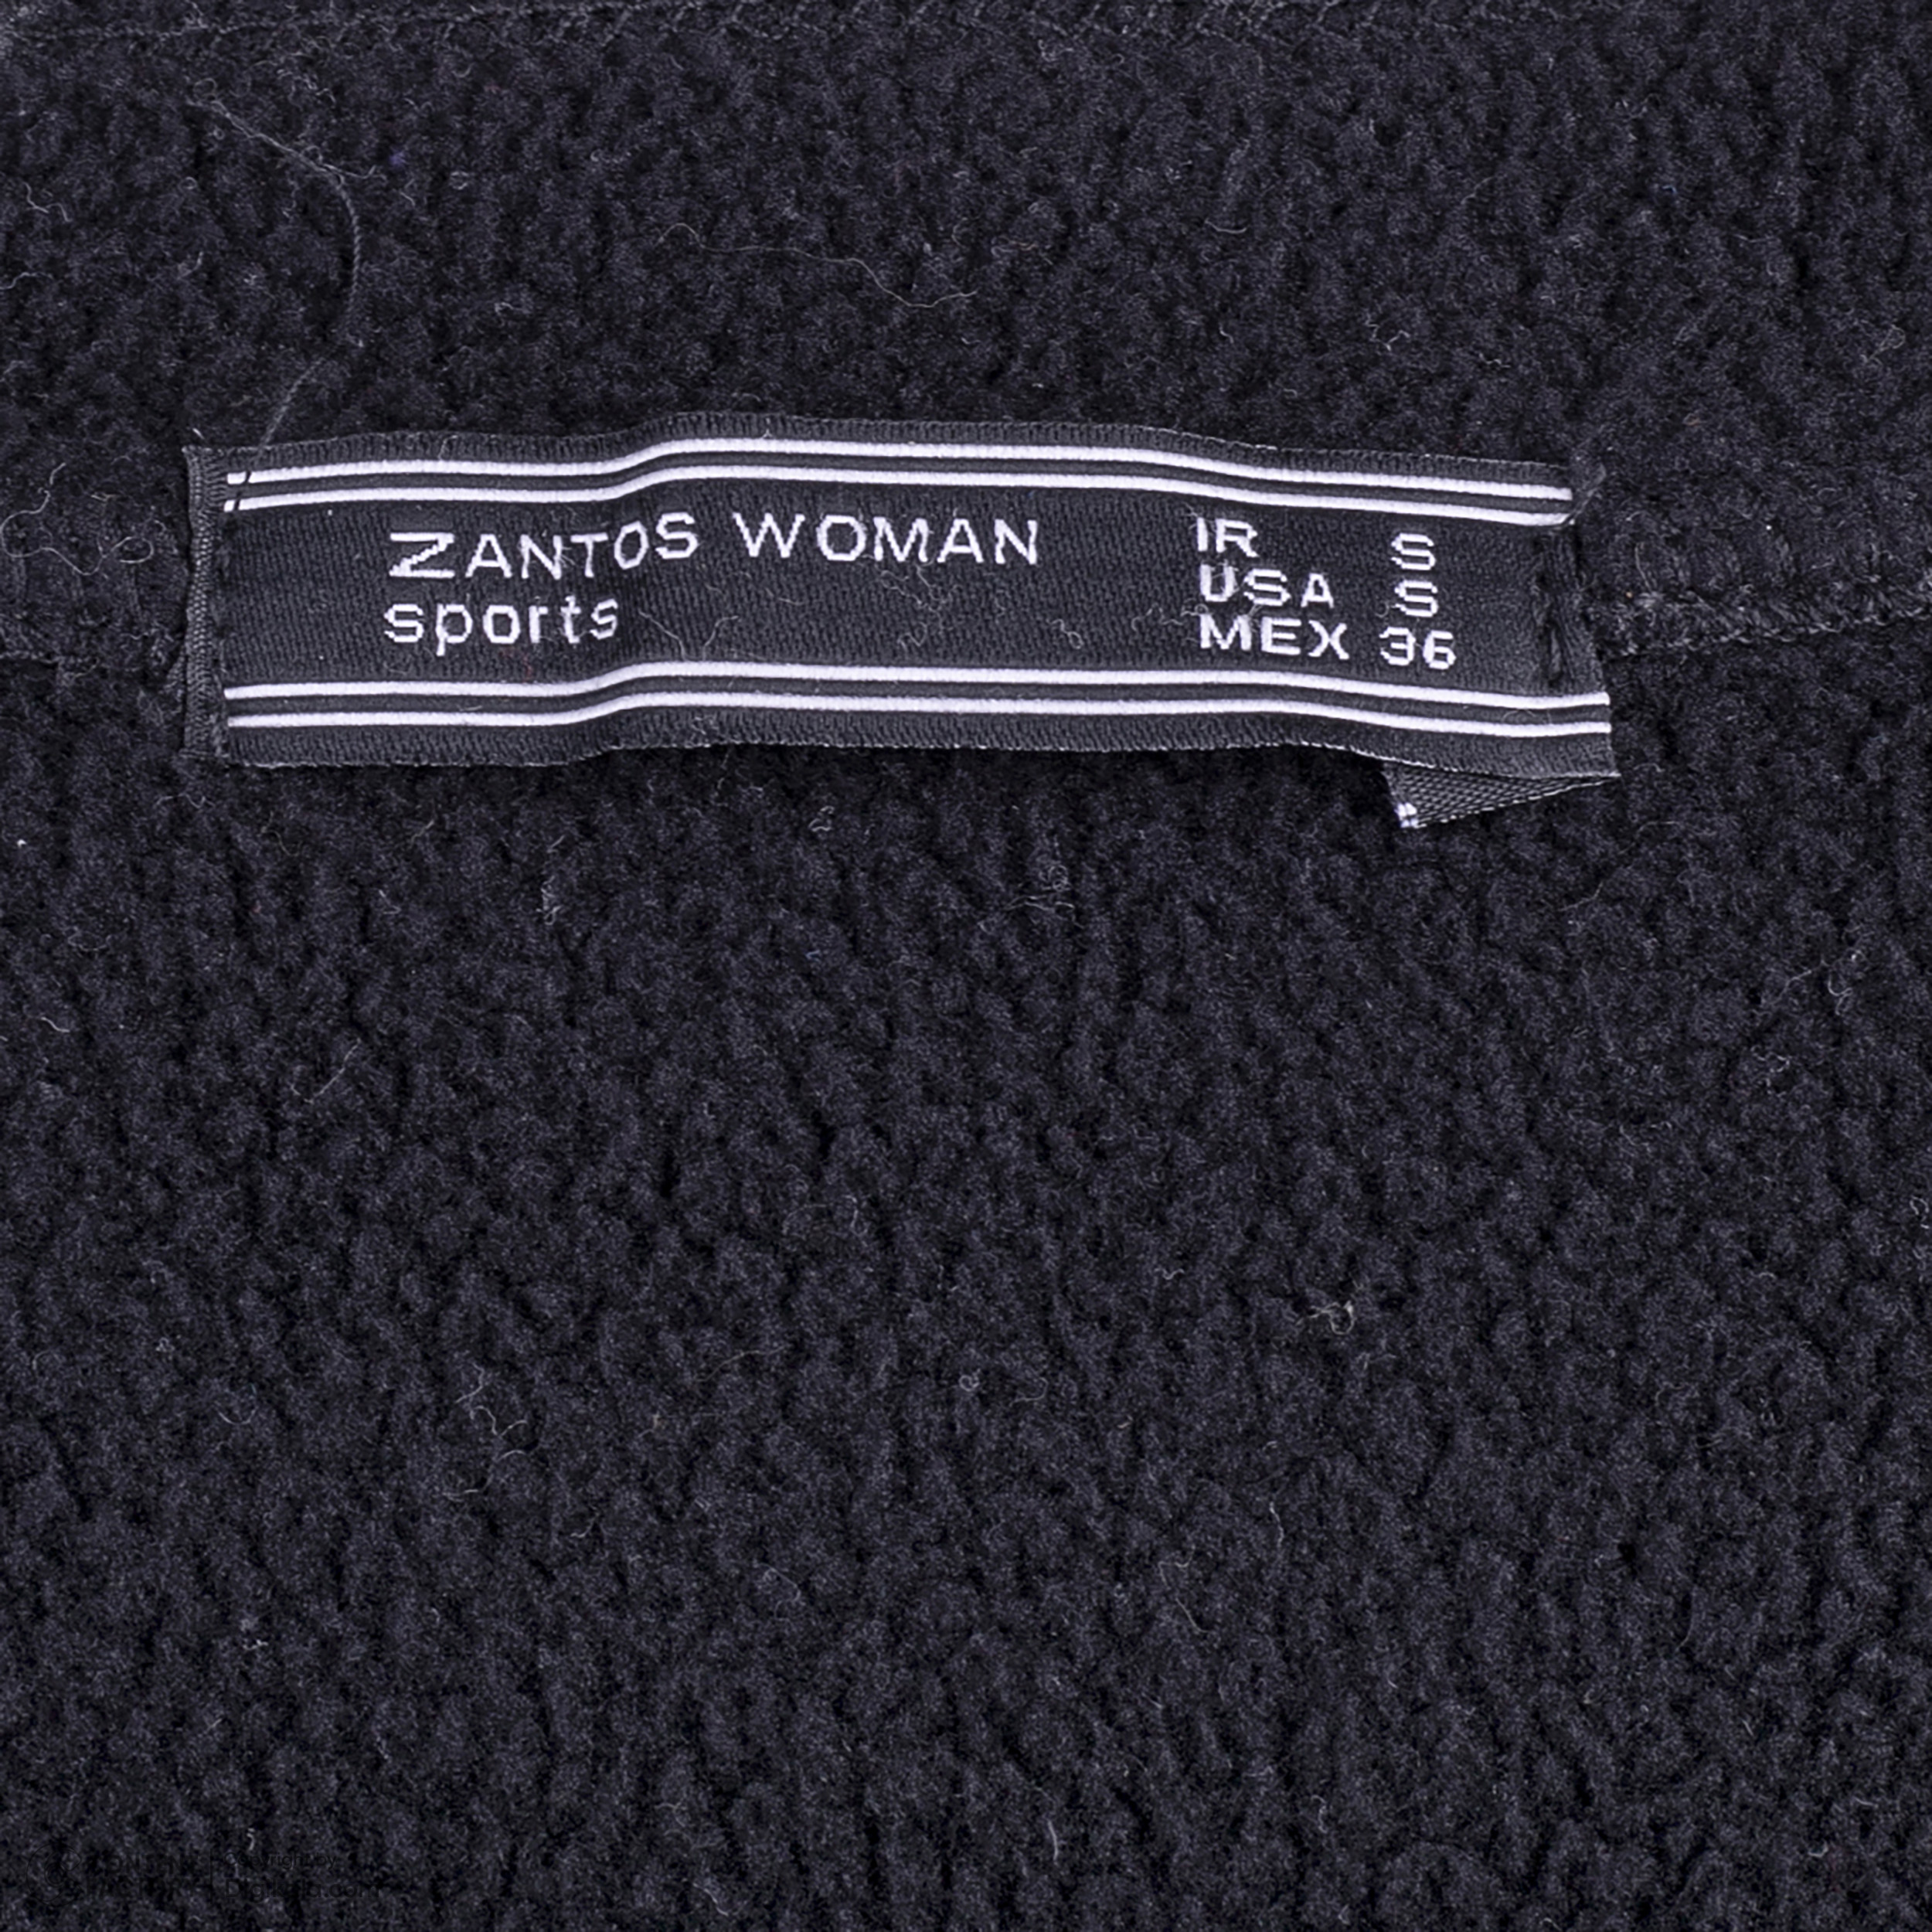 ZANTOS WOMAN
sports
IR S
USA S
MEX 36